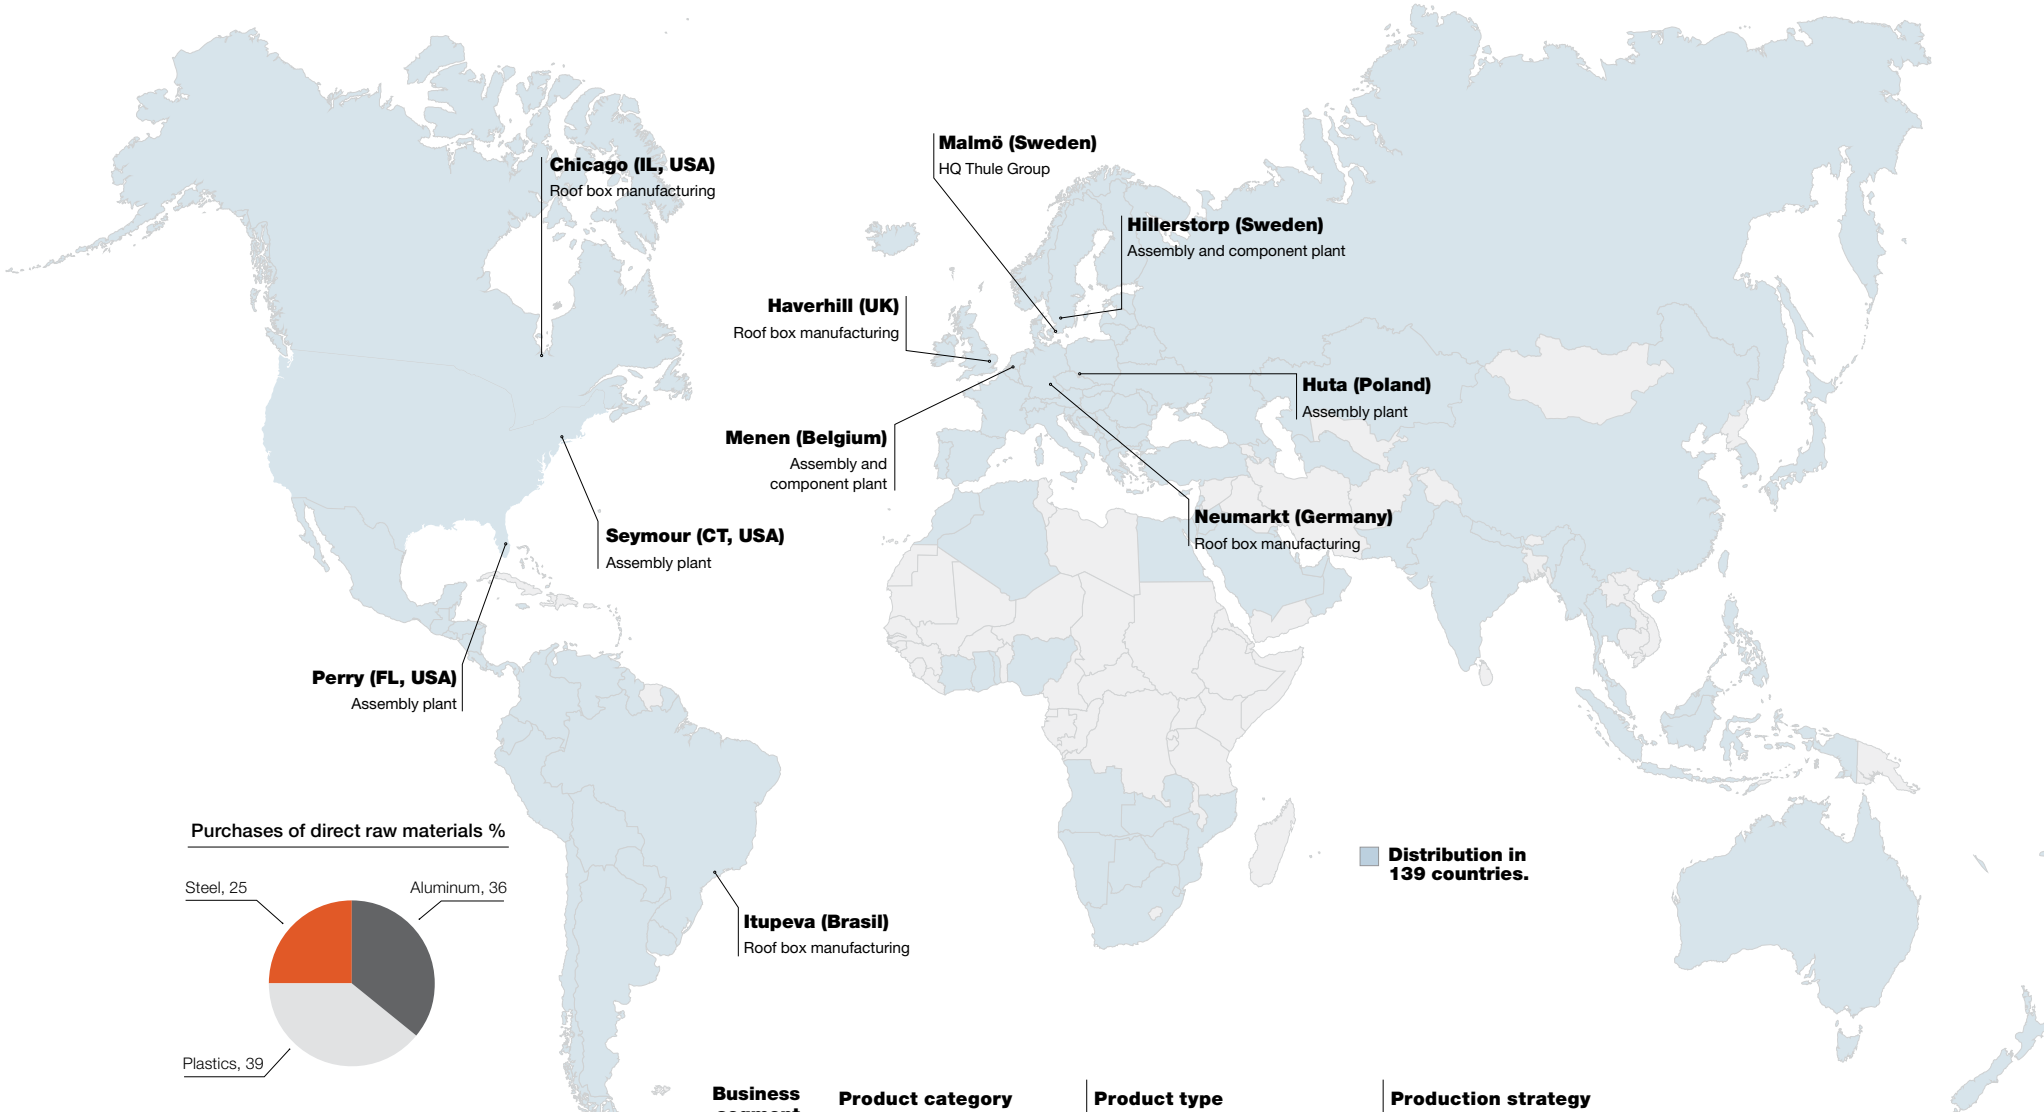 Chicago (IL, USA)
Roof box manufacturing
Malmö (Sweden)
HQ Thule Group
Hillerstorp (Sweden)
Assembly and component plant
Haverhill (UK)
Roof box manufacturing
Huta (Poland)
Assembly plant
Menen (Belgium)
Assembly and
component plant
Neumarkt (Germany)
Roof box manufacturing
Seymour (CT, USA)
Assembly plant
Perry (FL, USA)
Assembly plant
Purchases of direct raw materials %
Steel, 25
Aluminum, 36
Plastics, 39
Distribution in
139 countries.
Itupeva (Brasil)
Roof box manufacturing
Business
segment
Product category
Product type
Production strategy